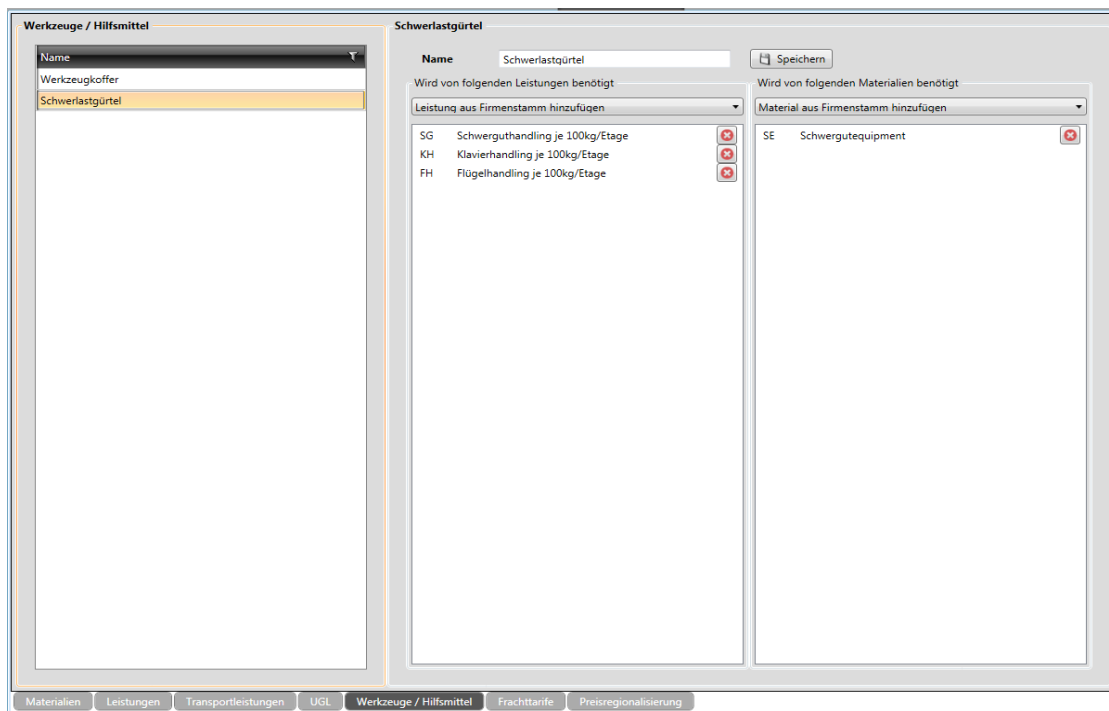 Werkzeuge / Hilfsmittel
Name
Werkzeugkoffer
Schwerlastgürtel
Schwerlastgürtel
Name Schwerlastgürtel Speichern
Wird von folgenden Leistungen benötigt
Leistung aus Firmenstamm hinzufügen
SG Schwerguthandling je 100kg/Etage
KH Klavierhandling je 100kg/Etage
FH Flügelhandling je 100kg/Etage
Wird von folgenden Materialien benötigt
Material aus Firmenstamm hinzufügen
SE Schwergutequipment
Materialien Leistungen Transportleistungen UGL Werkzeuge / Hilfsmittel Frachttarife Preisregionalisierung